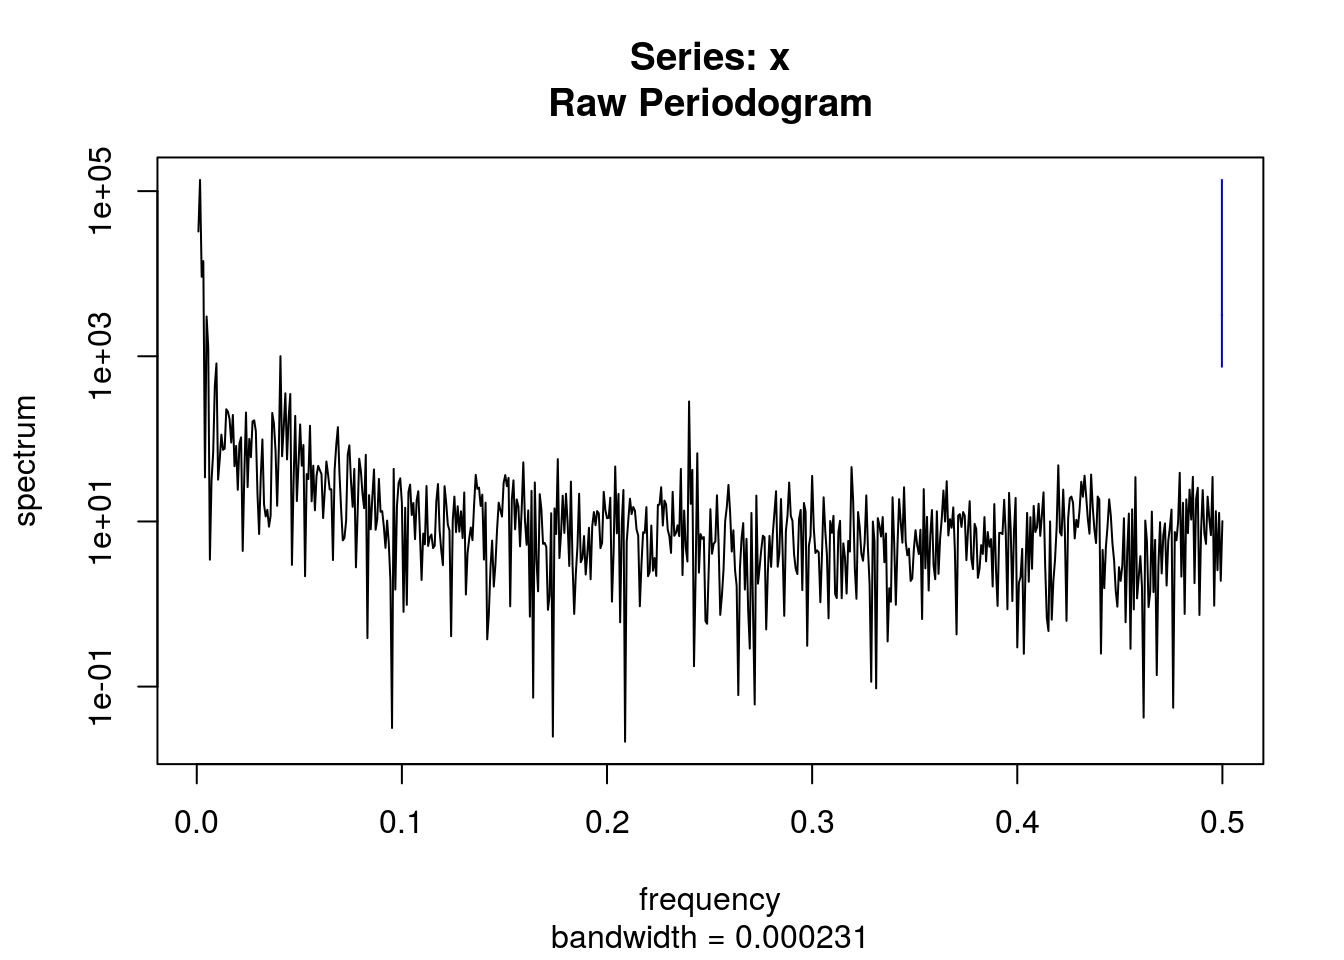 Series: x
Raw Periodogram
spectrum
1e+05
1e+03
1e+01
1e-01
0.0 0.1 0.2 0.3 0.4 0.5
frequency
bandwidth = 0.000231